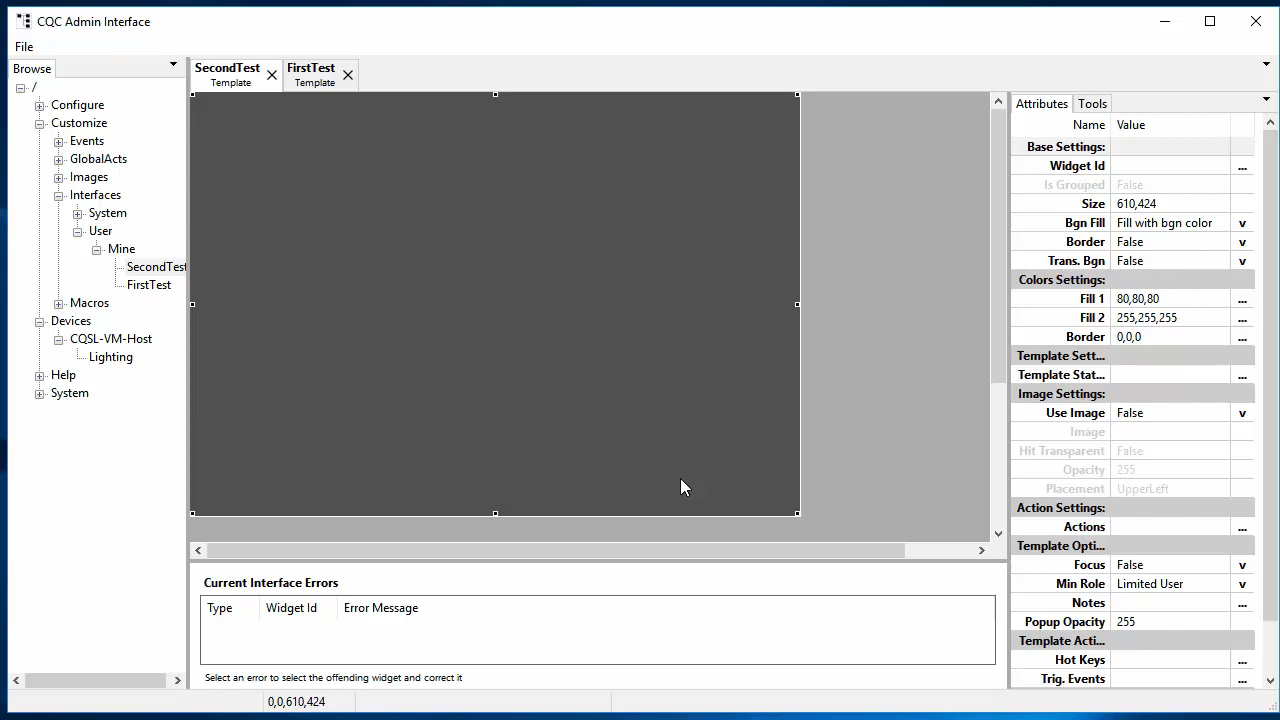 CQC Admin Interface
File
Browse
/
Configure
Customize
Events
GlobalActs
Images
Interfaces
System
User
Mine
SecondTest
FirstTest
Macros
Devices
CQSL-VM-Host
Lighting
Help
System
SecondTest
Template
FirstTest
Template
Current Interface Errors
Type Widget Id Error Message
Select an error to select the offending widget and correct it
0,0,610,424
Attributes Tools
Name Value
Base Settings:
Widget Id ...
Is Grouped False
Size 610,424
Bgn Fill Fill with bgn color v
Border False v
Trans. Bgn False v
Colors Settings:
Fill 1 80,80,80 ...
Fill 2 255,255,255 ...
Border 0,0,0 ...
Template Sett...
Template Stat... ...
Image Settings:
Use Image False v
Image
Hit Transparent False
Opacity 255
Placement UpperLeft
Action Settings:
Actions ...
Template Opti...
Focus False v
Min Role Limited User v
Notes ...
Popup Opacity 255
Template Acti...
Hot Keys ...
Trig. Events ...